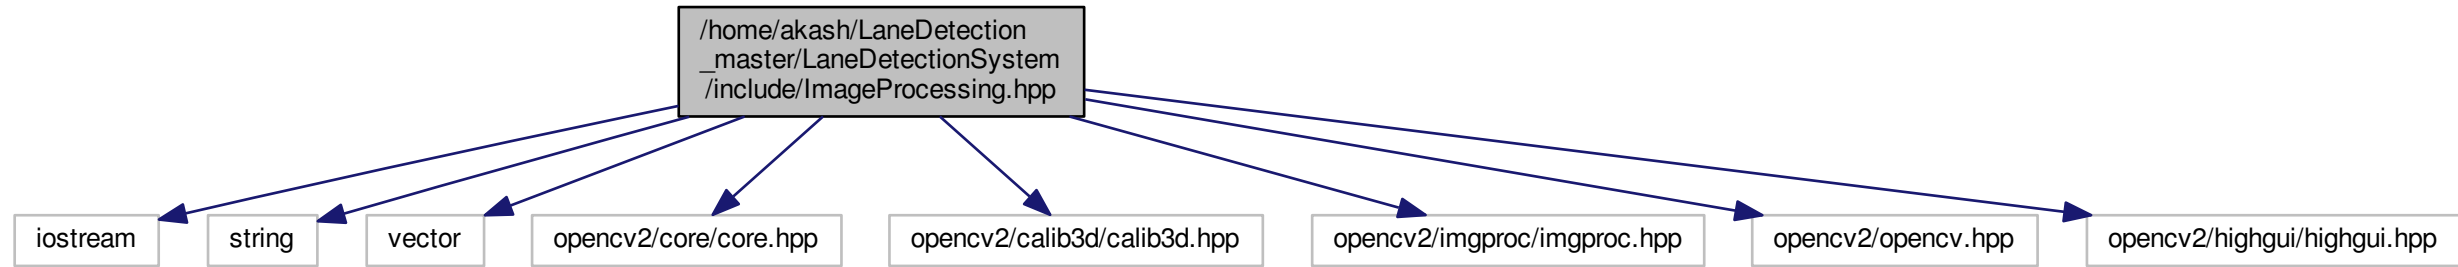 /home/akash/LaneDetection
_master/LaneDetectionSystem
/include/ImageProcessing.hpp
iostream
string
vector
opencv2/core/core.hpp
opencv2/calib3d/calib3d.hpp
opencv2/imgproc/imgproc.hpp
opencv2/opencv.hpp
opencv2/highgui/highgui.hpp